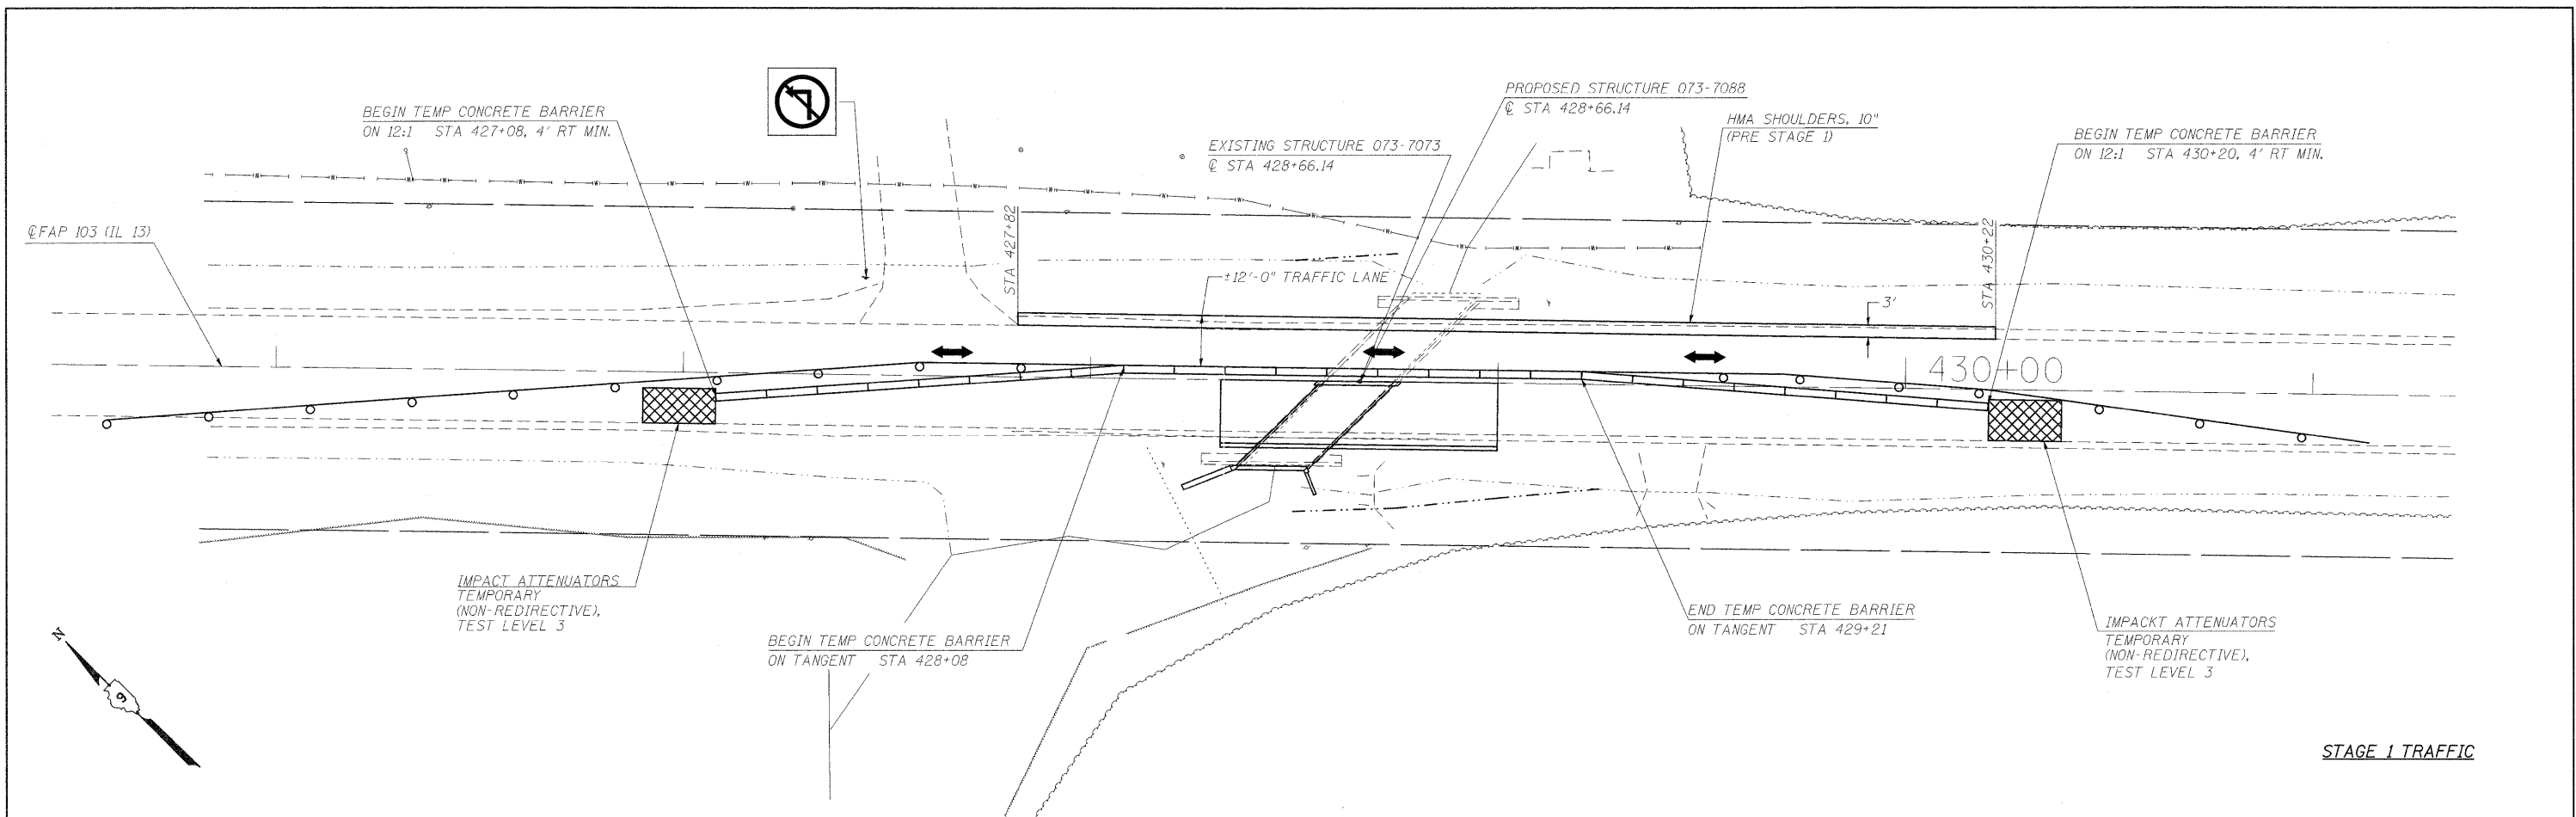 BEGIN TEMP CONCRETE BARRIER
ON 12:1 STA 427+08, 4' RT MIN.
PROPOSED STRUCTURE 073-7088
℄ STA 428+66.14
EXISTING STRUCTURE 073-7073
℄ STA 428+66.14
HMA SHOULDERS, 10"
(PRE STAGE 1)
BEGIN TEMP CONCRETE BARRIER
ON 12:1 STA 430+20, 4' RT MIN.
℄ FAP 103 (IL 13)
STA 427+82
±12'-0" TRAFFIC LANE
3'
STA 430+22
430+00
IMPACT ATTENUATORS
TEMPORARY
(NON-REDIRECTIVE),
TEST LEVEL 3
BEGIN TEMP CONCRETE BARRIER
ON TANGENT STA 428+08
END TEMP CONCRETE BARRIER
ON TANGENT STA 429+21
IMPACKT ATTENUATORS
TEMPORARY
(NON-REDIRECTIVE),
TEST LEVEL 3
N
9
STAGE 1 TRAFFIC